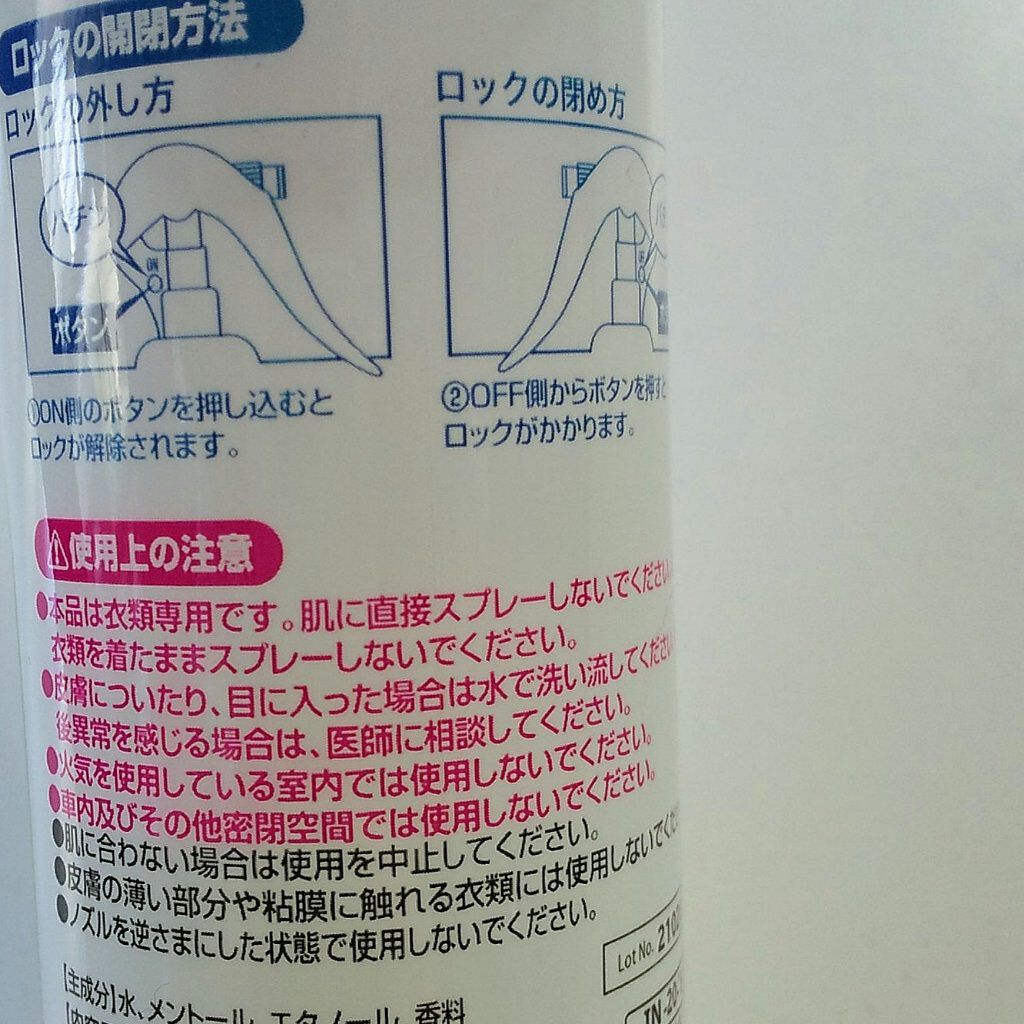 ロックの開閉方法
ロックの外し方
ロックの閉め方
パチン
ON
ボタン
①ON側のボタンを押し込むと
ロックが解除されます。
②OFF側からボタンを押すと
ロックがかかります。
使用上の注意
●本品は衣類専用です。肌に直接スプレーしないでください
衣類を着たままスプレーしないでください。
●皮膚についたり、目に入った場合は水で洗い流してください
後異常を感じる場合は、医師に相談してください。
●火気を使用している室内では使用しないでください。
●車内及びその他密閉空間では使用しないでください。
●肌に合わない場合は使用を中止してください。
●皮膚の薄い部分や粘膜に触れる衣類には使用しないでくだ
●ノズルを逆さまにした状態で使用しないでください。
Lot No. 210
【主成分】水、メントール、エタノール、香料
JN-20